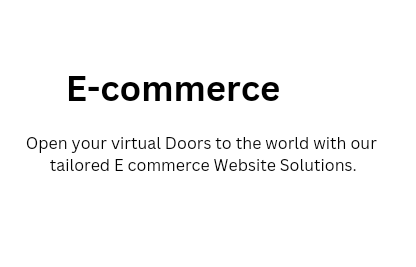 E-commerce
Open your virtual Doors to the world with our
tailored E commerce Website Solutions.